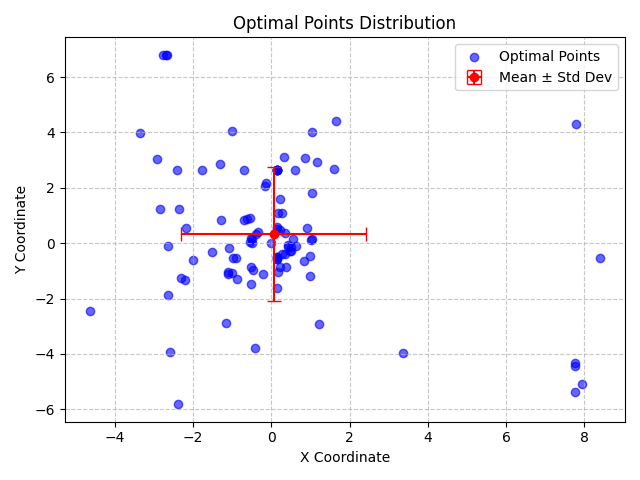 Optimal Points Distribution
Optimal Points
Mean ± Std Dev
Y Coordinate
6
4
2
0
−2
−4
−6
−4
−2
0
2
4
6
8
X Coordinate